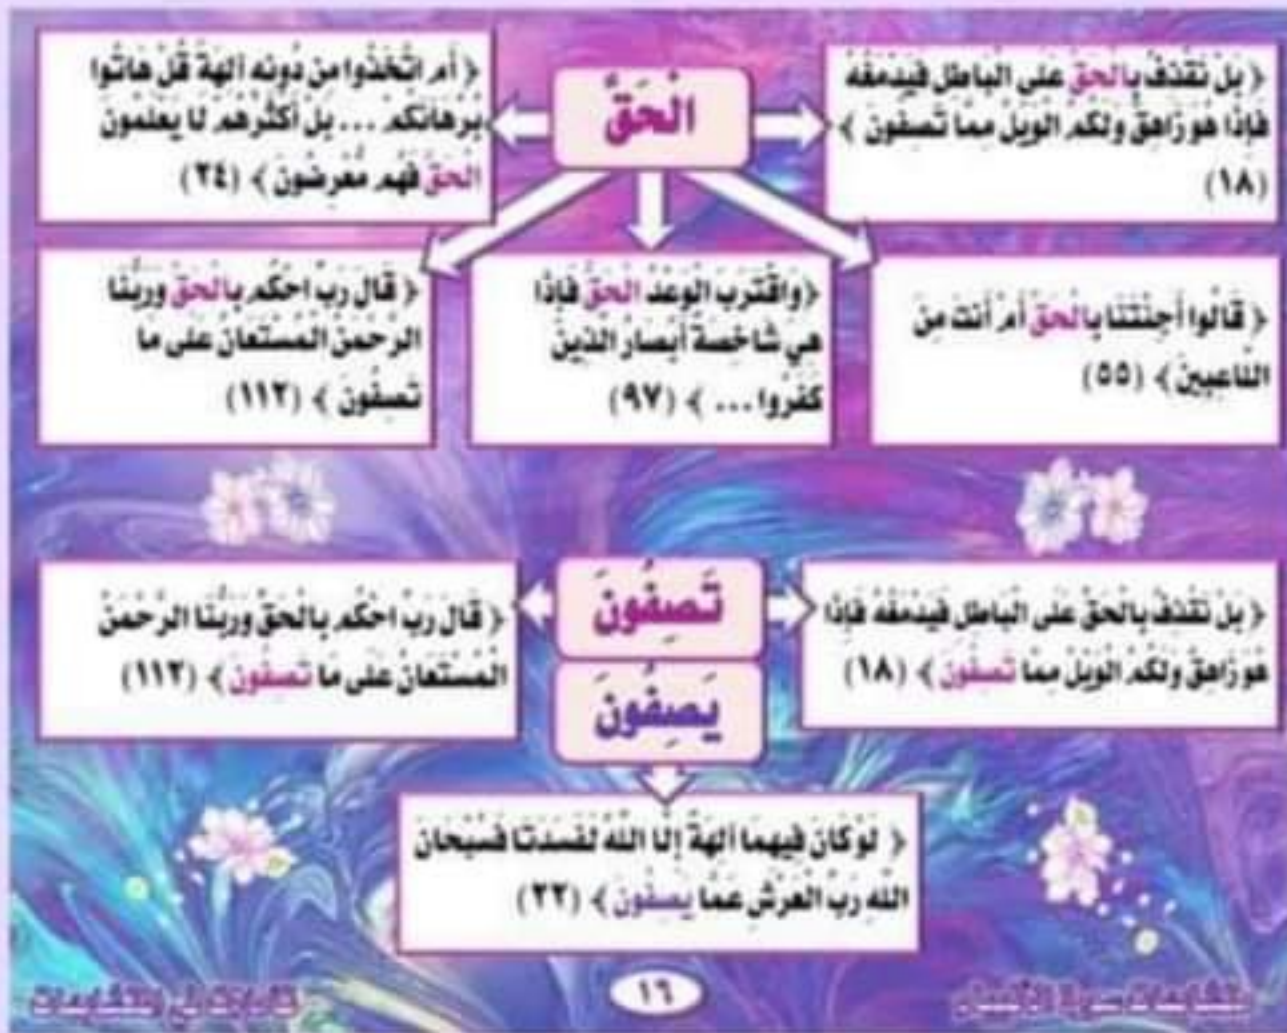 الْحَقَّ
﴿ بَلْ نَقْذِفُ بِالْحَقِّ عَلَى الْبَاطِلِ فَيَدْمَغُهُ
فَإِذَا هُوَ زَاهِقٌ وَلَكُمُ الْوَيْلُ مِمَّا تَصِفُونَ ﴾
(١٨)
﴿ أَمِ اتَّخَذُوا مِن دُونِهِ آلِهَةً قُلْ هَاتُوا
بُرْهَانَكُمْ ... بَلْ أَكْثَرُهُمْ لَا يَعْلَمُونَ
الْحَقَّ فَهُم مُّعْرِضُونَ ﴾ (٢٤)
﴿ قَالُوا أَجِئْتَنَا بِالْحَقِّ أَمْ أَنتَ مِنَ
اللَّاعِبِينَ ﴾ (٥٥)
﴿وَاقْتَرَبَ الْوَعْدُ الْحَقُّ فَإِذَا
هِيَ شَاخِصَةٌ أَبْصَارُ الَّذِينَ
كَفَرُوا ... ﴾ (٩٧)
﴿ قَالَ رَبِّ احْكُم بِالْحَقِّ وَرَبُّنَا
الرَّحْمَنُ الْمُسْتَعَانُ عَلَى مَا
تَصِفُونَ ﴾ (١١٢)
تَصِفُونَ
يَصِفُونَ
﴿ بَلْ نَقْذِفُ بِالْحَقِّ عَلَى الْبَاطِلِ فَيَدْمَغُهُ فَإِذَا
هُوَ زَاهِقٌ وَلَكُمُ الْوَيْلُ مِمَّا تَصِفُونَ ﴾ (١٨)
﴿ قَالَ رَبِّ احْكُم بِالْحَقِّ وَرَبُّنَا الرَّحْمَنُ
الْمُسْتَعَانُ عَلَى مَا تَصِفُونَ ﴾ (١١٢)
﴿ لَوْ كَانَ فِيهِمَا آلِهَةٌ إِلَّا اللَّهُ لَفَسَدَتَا فَسُبْحَانَ
اللَّهِ رَبِّ الْعَرْشِ عَمَّا يَصِفُونَ ﴾ (٢٢)
متشابهات سورة الأنبياء
١٦